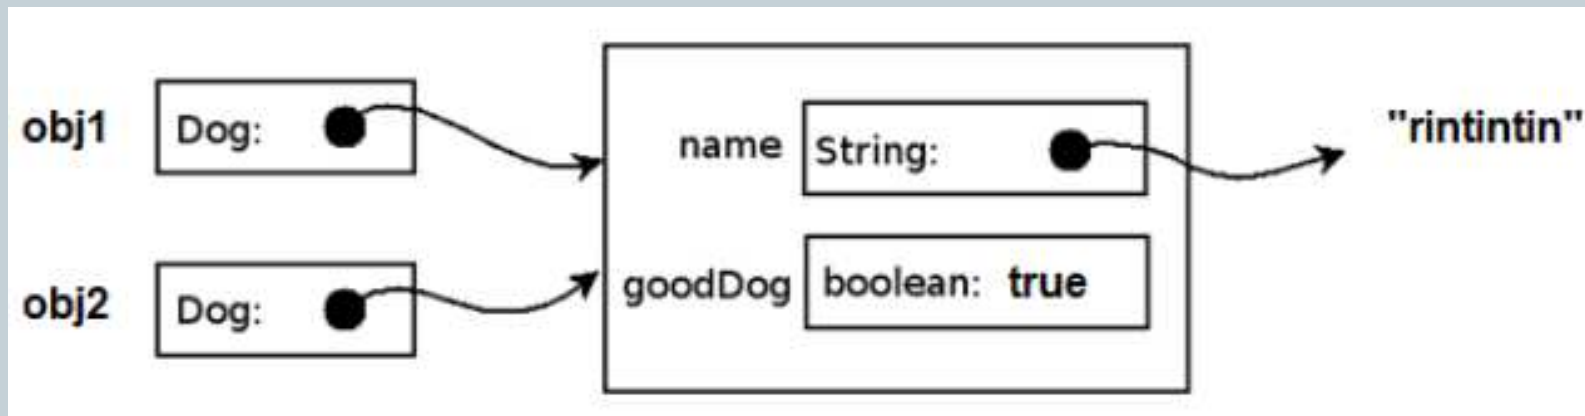 obj1 Dog:
name String: "rintintin"
goodDog boolean: true
obj2 Dog: